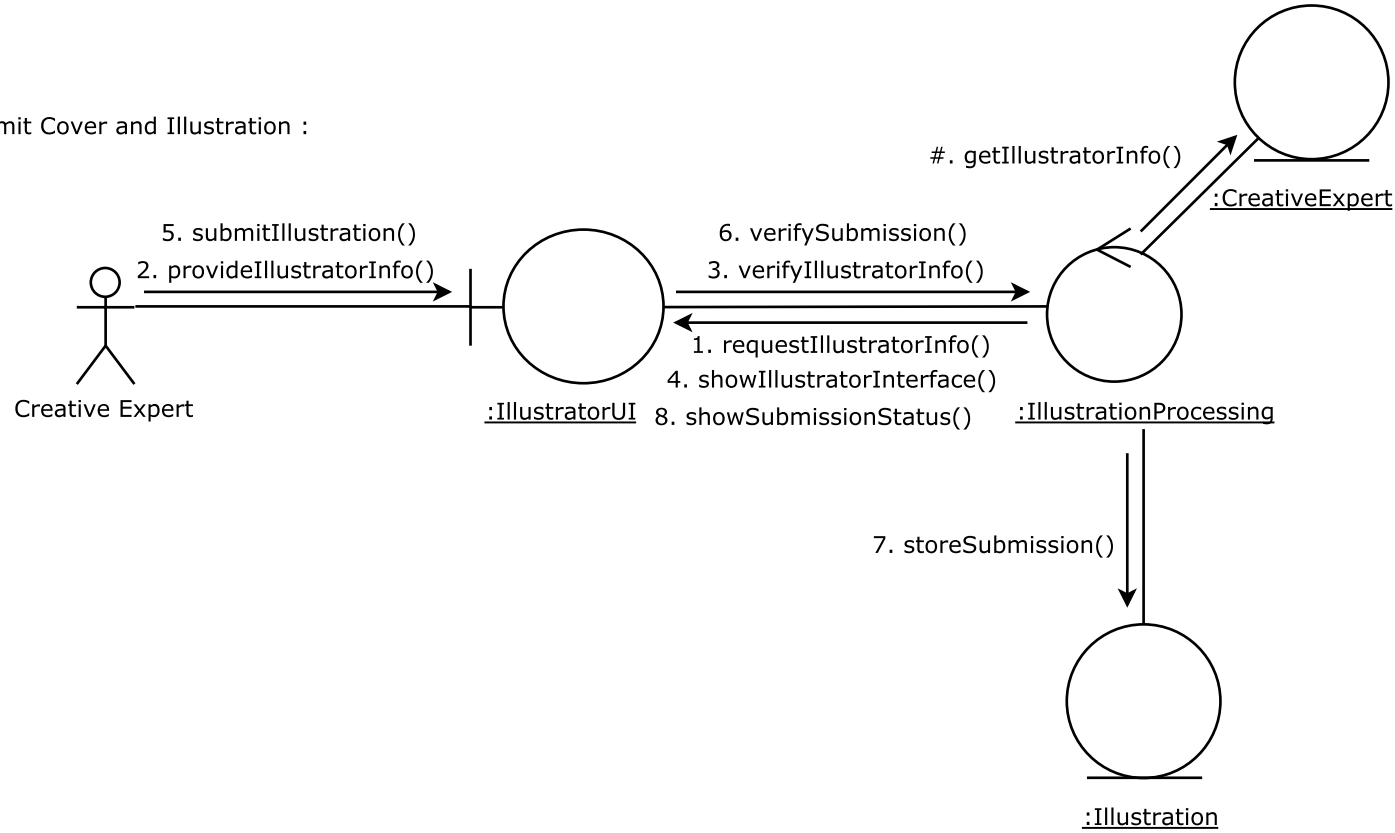 mit Cover and Illustration :
#. getIllustratorInfo()
:CreativeExpert
5. submitIllustration()
2. provideIllustratorInfo()
6. verifySubmission()
3. verifyIllustratorInfo()
1. requestIllustratorInfo()
4. showIllustratorInterface()
8. showSubmissionStatus()
Creative Expert
:IllustratorUI
:IllustrationProcessing
7. storeSubmission()
:Illustration